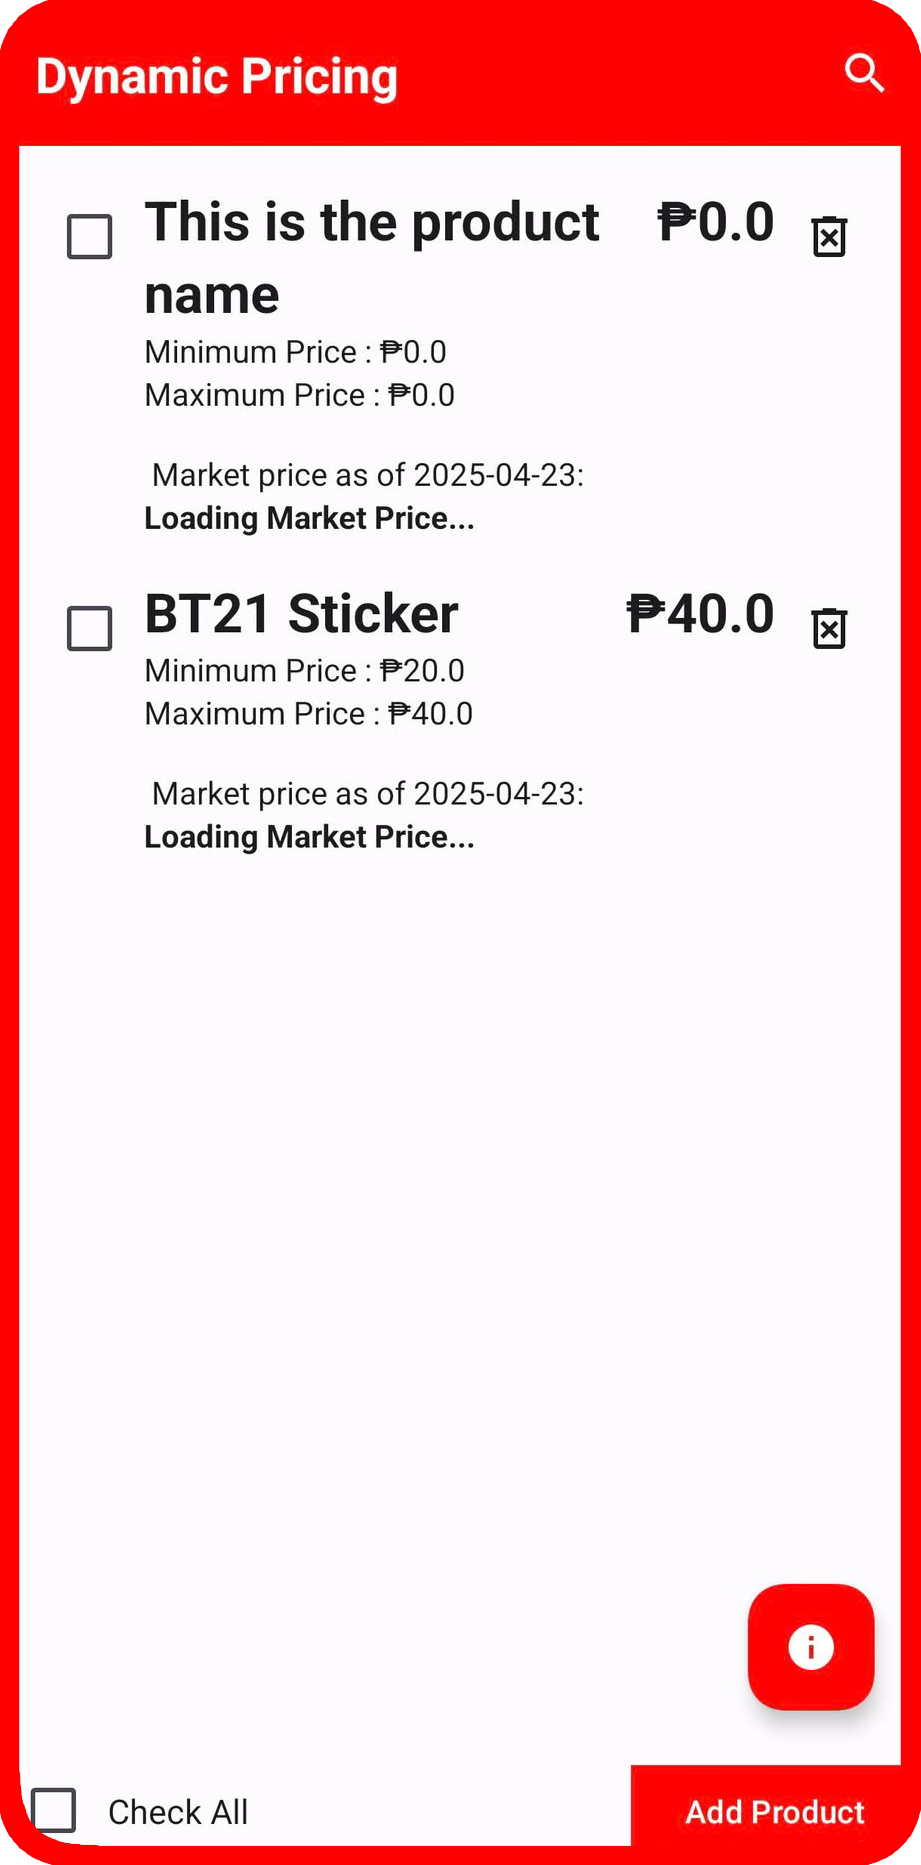 Dynamic Pricing
This is the product ₱0.0
name
Minimum Price : ₱0.0
Maximum Price : ₱0.0
Market price as of 2025-04-23:
Loading Market Price...
BT21 Sticker ₱40.0
Minimum Price : ₱20.0
Maximum Price : ₱40.0
Market price as of 2025-04-23:
Loading Market Price...
Check All Add Product